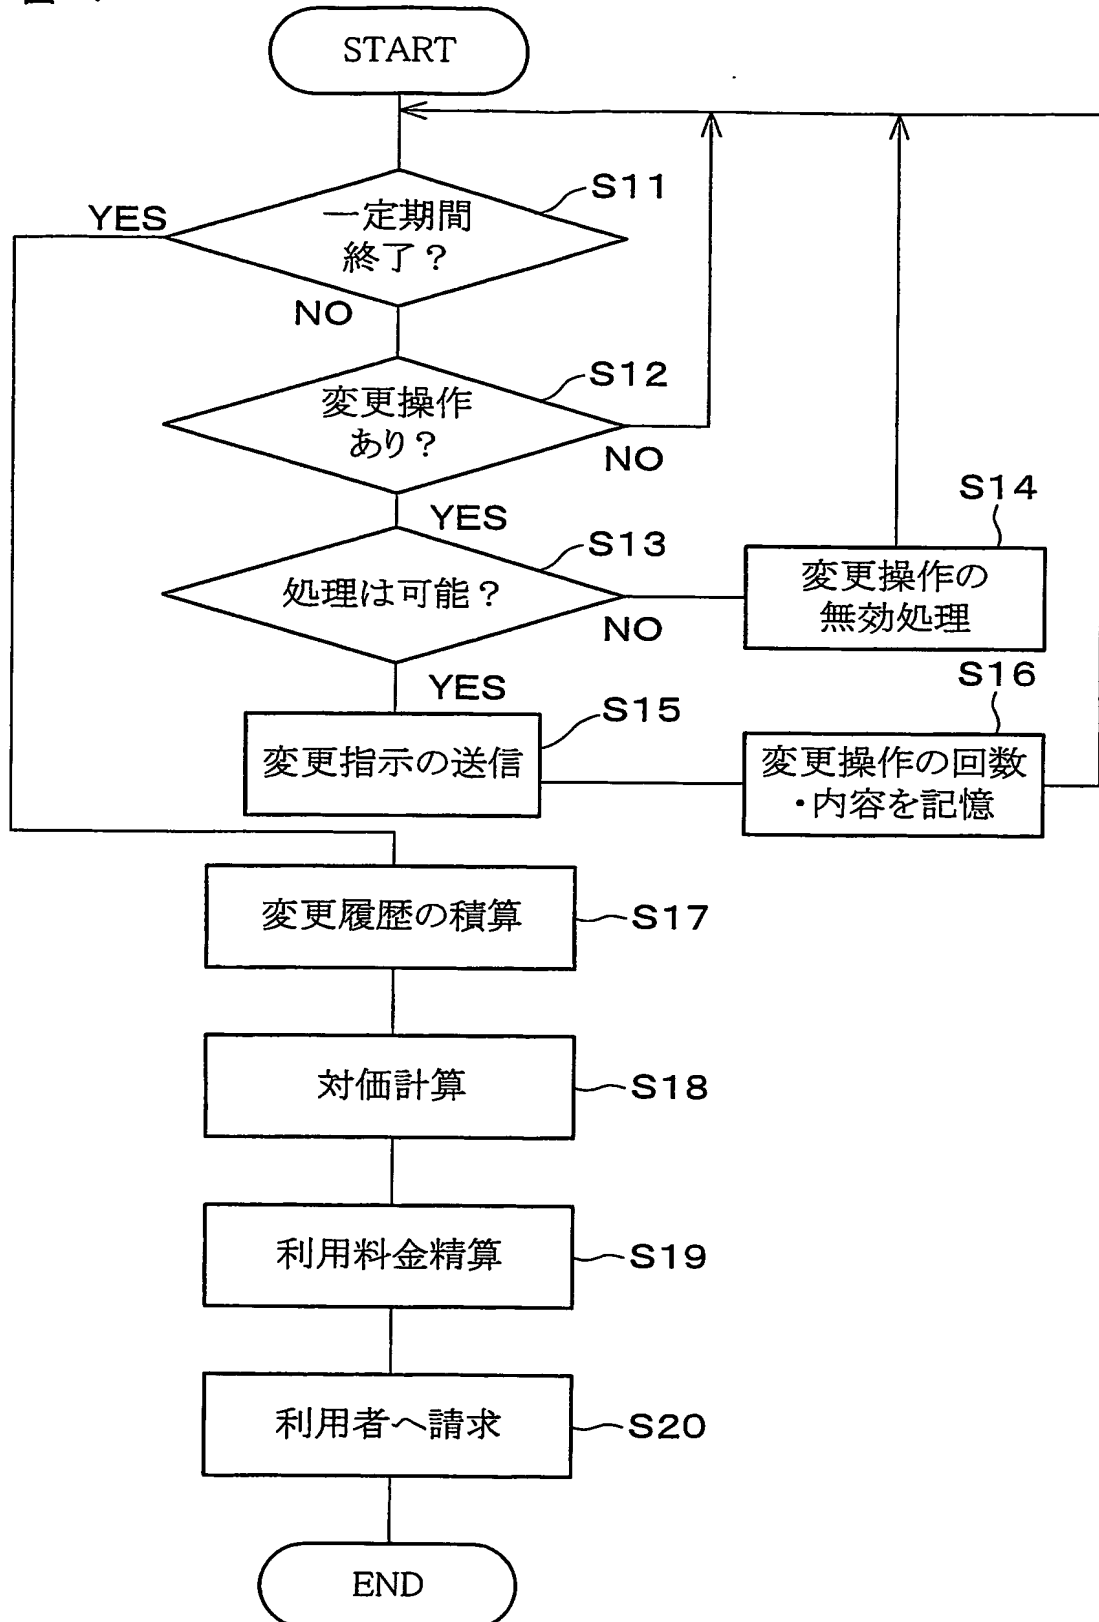 START
S11
YES
一定期間
終了?
NO
S12
変更操作
あり?
NO
YES
S13
S14
処理は可能?
変更操作の
無効処理
NO
YES
S16
S15
変更指示の送信
変更操作の回数
・内容を記憶
変更履歴の積算
S17
対価計算
S18
利用料金精算
S19
利用者へ請求
S20
END